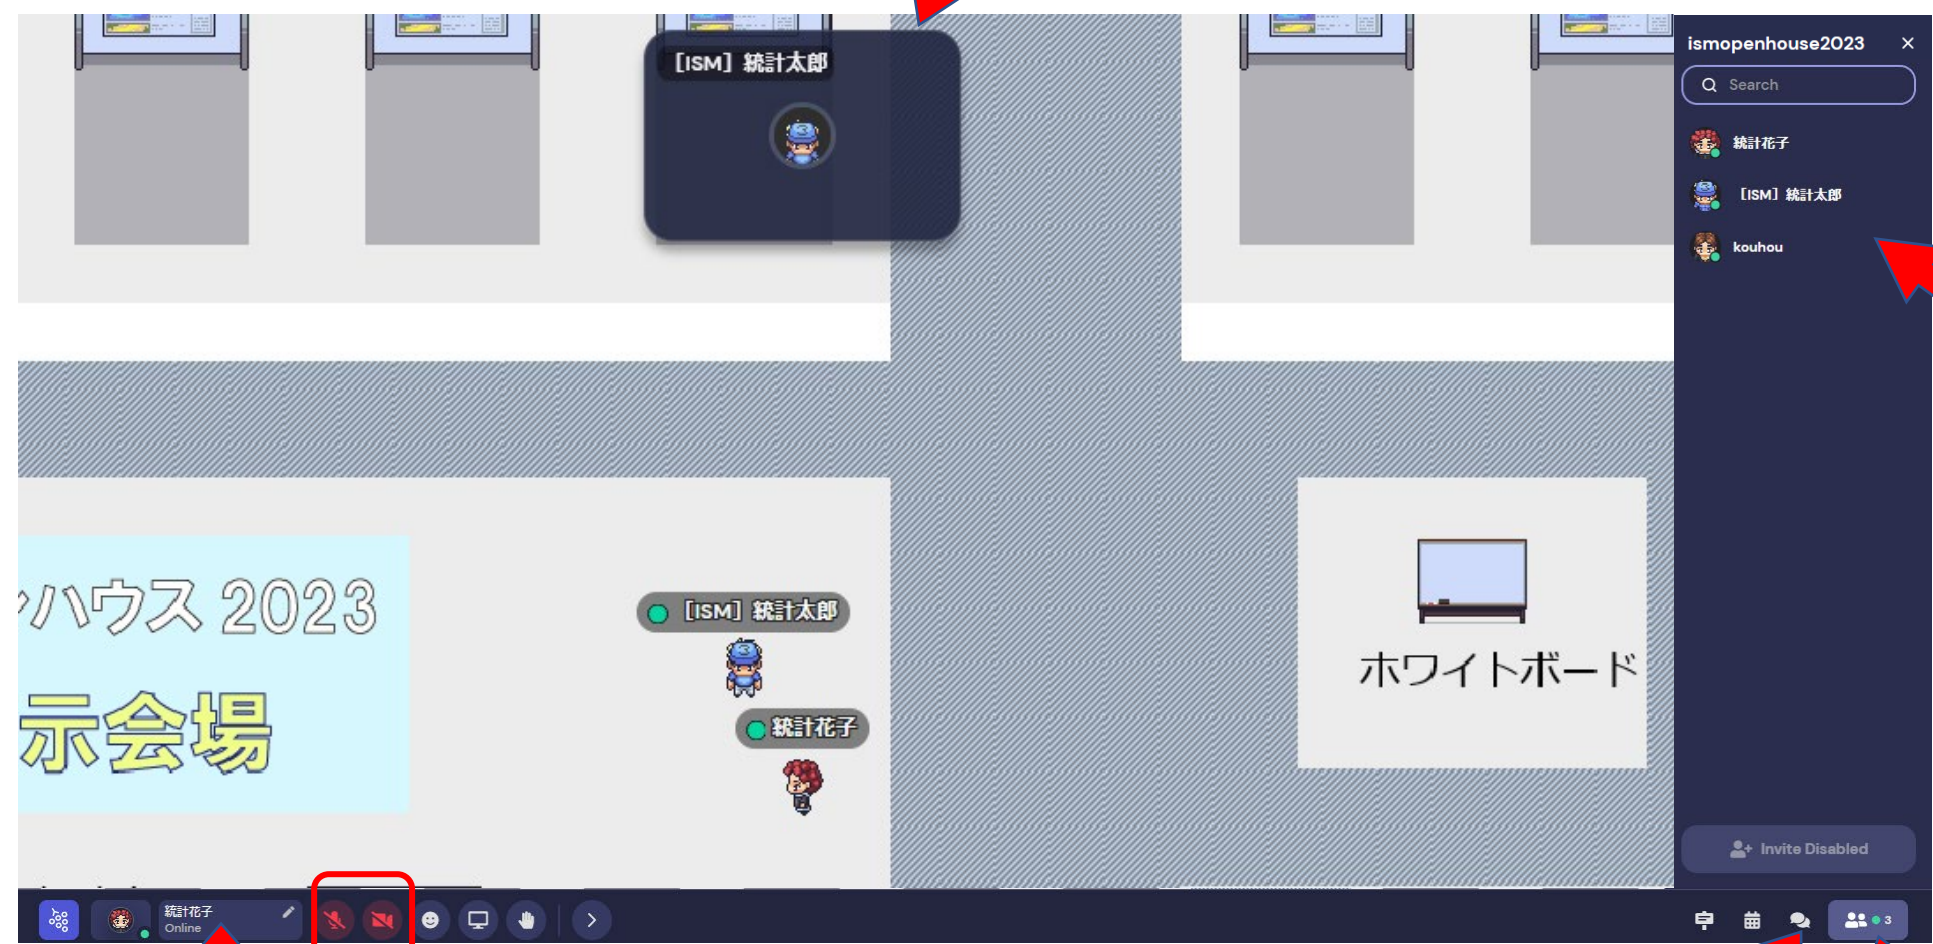 [ISM] 統計太郎
ismopenhouse2023
Search
統計花子
[ISM] 統計太郎
kouhou
ンハウス 2023
示会場
[ISM] 統計太郎
統計花子
ホワイトボード
Invite Disabled
統計花子
Online
3